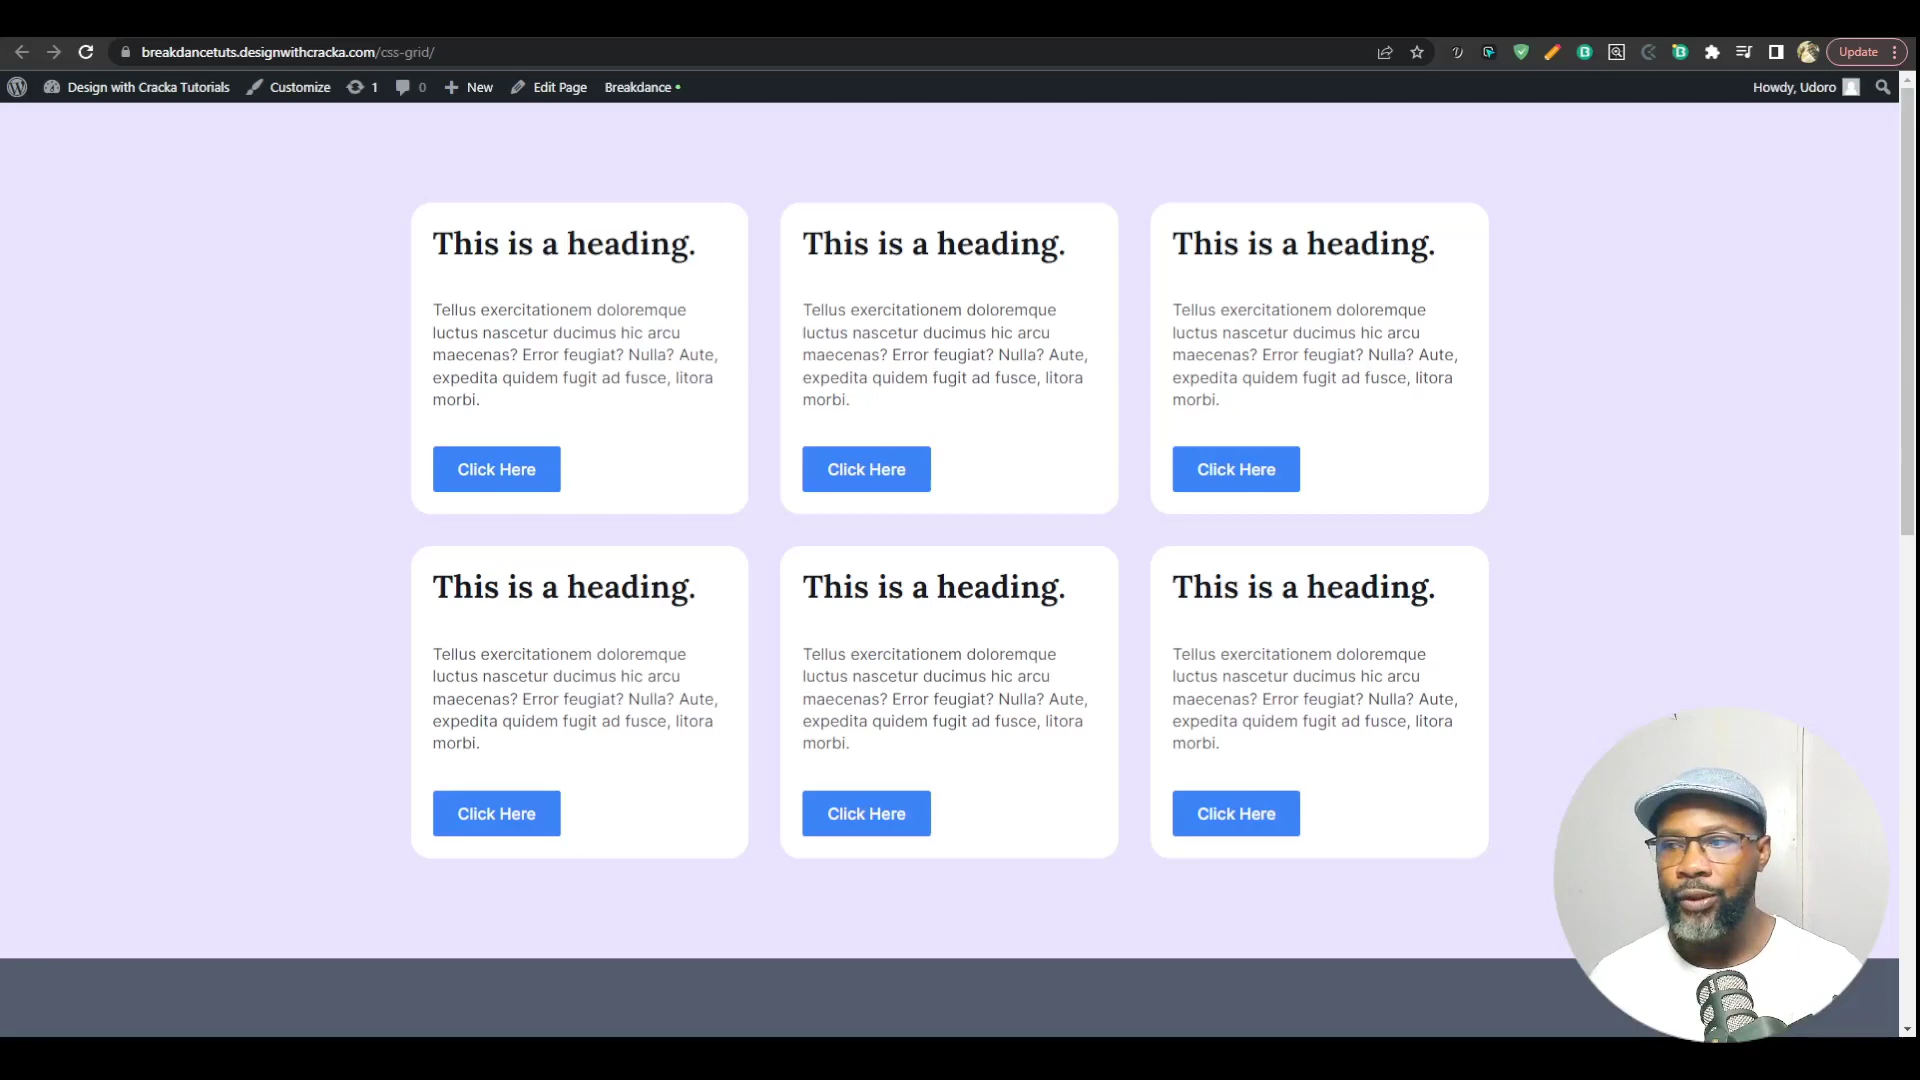 breakdancetuts.designwithcracka.com/css-grid/
Update
Design with Cracka Tutorials Customize 1 0 New Edit Page Breakdance
Howdy, Udoro
This is a heading.
Tellus exercitationem doloremque
luctus nascetur ducimus hic arcu
maecenas? Error feugiat? Nulla? Aute,
expedita quidem fugit ad fusce, litora
morbi.
Click Here
This is a heading.
Tellus exercitationem doloremque
luctus nascetur ducimus hic arcu
maecenas? Error feugiat? Nulla? Aute,
expedita quidem fugit ad fusce, litora
morbi.
Click Here
This is a heading.
Tellus exercitationem doloremque
luctus nascetur ducimus hic arcu
maecenas? Error feugiat? Nulla? Aute,
expedita quidem fugit ad fusce, litora
morbi.
Click Here
This is a heading.
Tellus exercitationem doloremque
luctus nascetur ducimus hic arcu
maecenas? Error feugiat? Nulla? Aute,
expedita quidem fugit ad fusce, litora
morbi.
Click Here
This is a heading.
Tellus exercitationem doloremque
luctus nascetur ducimus hic arcu
maecenas? Error feugiat? Nulla? Aute,
expedita quidem fugit ad fusce, litora
morbi.
Click Here
This is a heading.
Tellus exercitationem doloremque
luctus nascetur ducimus hic arcu
maecenas? Error feugiat? Nulla? Aute,
expedita quidem fugit ad fusce, litora
morbi.
Click Here